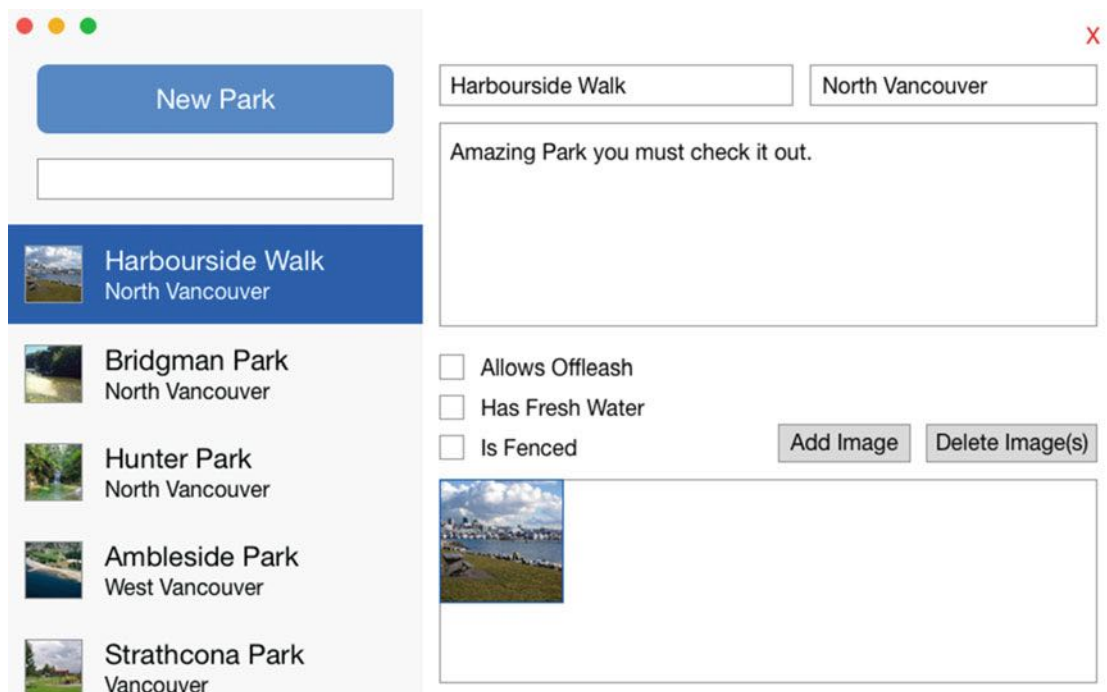 X
New Park
Harbourside Walk
North Vancouver
Bridgman Park
North Vancouver
Hunter Park
North Vancouver
Ambleside Park
West Vancouver
Strathcona Park
Vancouver
Harbourside Walk
North Vancouver
Amazing Park you must check it out.
Allows Offleash
Has Fresh Water
Is Fenced
Add Image
Delete Image(s)